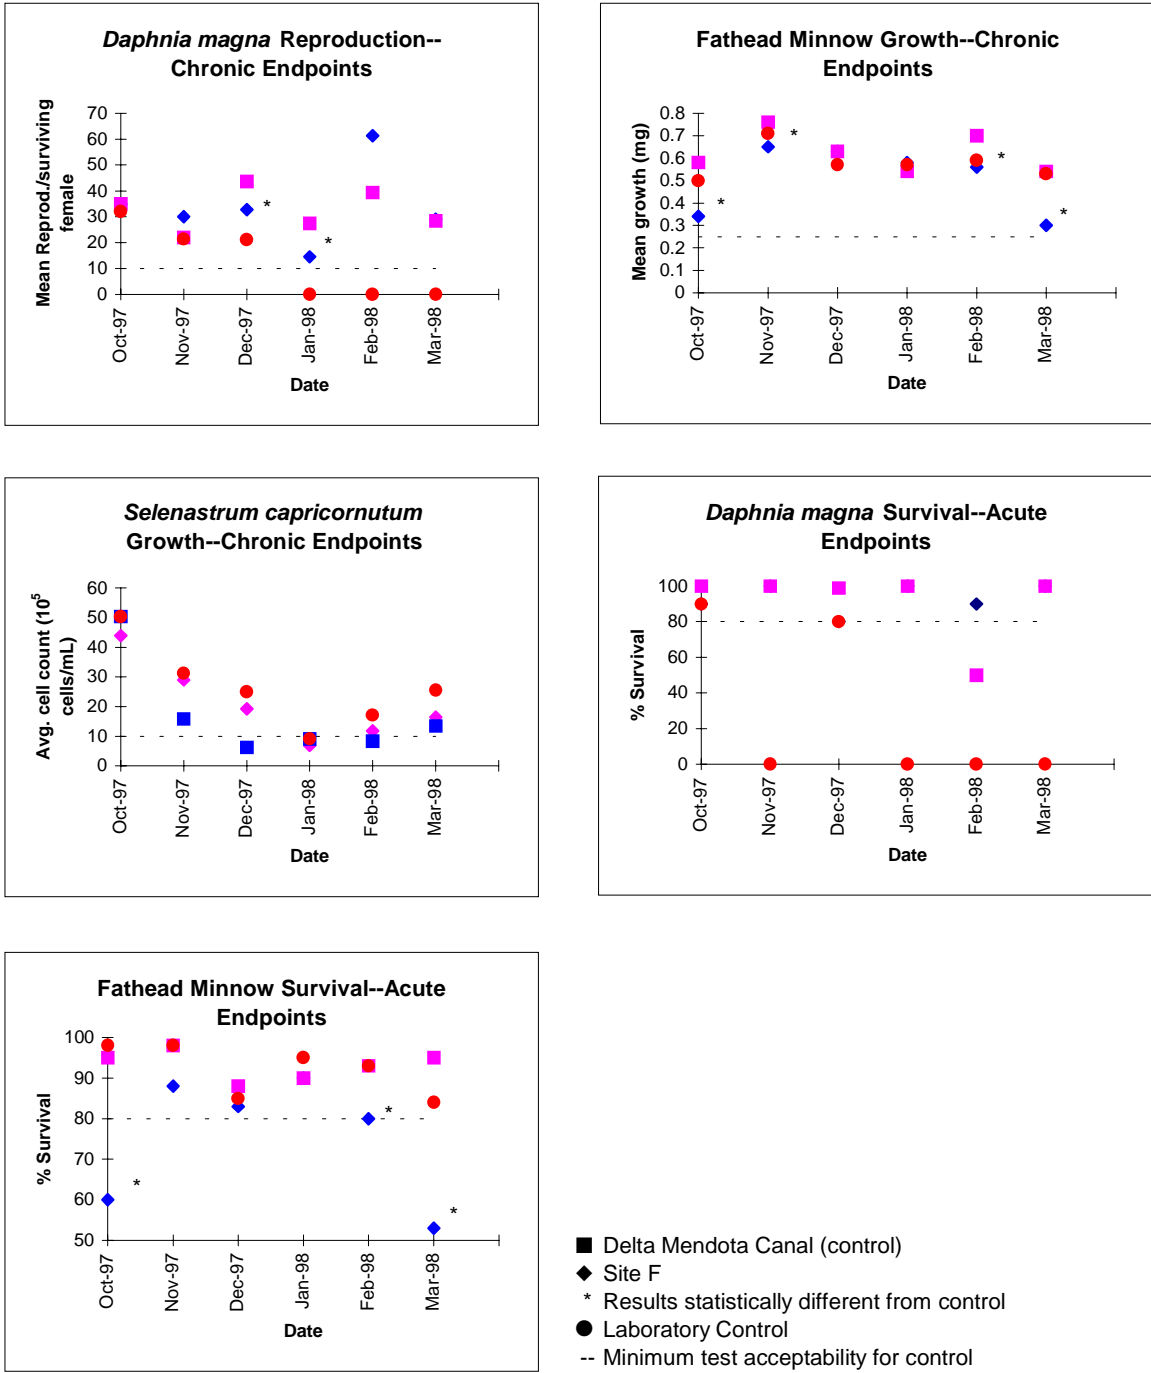 Daphnia magna Reproduction--
Chronic Endpoints
Mean Reprod./surviving
female
70
60
50
40
30
20
10
0
*
*
Oct-97
Nov-97
Dec-97
Jan-98
Feb-98
Mar-98
Date
Fathead Minnow Growth--Chronic
Endpoints
Mean growth (mg)
0.8
0.7
0.6
0.5
0.4
0.3
0.2
0.1
0
*
*
*
*
Oct-97
Nov-97
Dec-97
Jan-98
Feb-98
Mar-98
Date
Selenastrum capricornutum
Growth--Chronic Endpoints
Avg. cell count (10⁵
cells/mL)
60
50
40
30
20
10
0
Oct-97
Nov-97
Dec-97
Jan-98
Feb-98
Mar-98
Date
Daphnia magna Survival--Acute
Endpoints
% Survival
100
80
60
40
20
0
Oct-97
Nov-97
Dec-97
Jan-98
Feb-98
Mar-98
Date
Fathead Minnow Survival--Acute
Endpoints
% Survival
100
90
80
70
60
50
*
*
*
Oct-97
Nov-97
Dec-97
Jan-98
Feb-98
Mar-98
Date
Delta Mendota Canal (control)
Site F
* Results statistically different from control
Laboratory Control
-- Minimum test acceptability for control